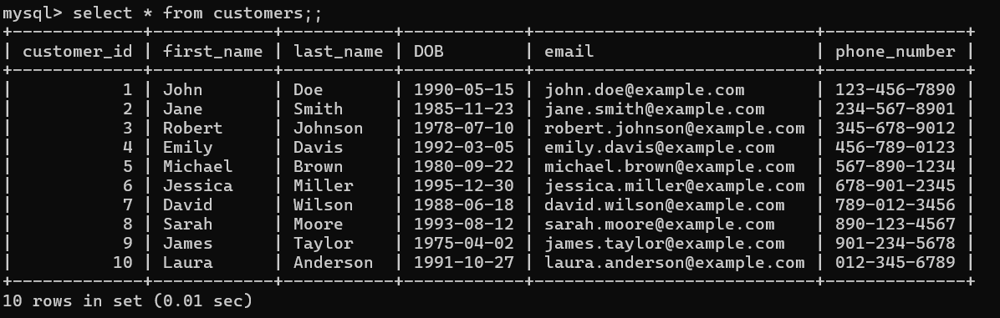 mysql> select * from customers;;
+-------------+------------+-----------+------------+----------------------------+--------------+
| customer_id | first_name | last_name | DOB        | email                      | phone_number |
+-------------+------------+-----------+------------+----------------------------+--------------+
|           1 | John       | Doe       | 1990-05-15 | john.doe@example.com       | 123-456-7890 |
|           2 | Jane       | Smith     | 1985-11-23 | jane.smith@example.com     | 234-567-8901 |
|           3 | Robert     | Johnson   | 1978-07-10 | robert.johnson@example.com | 345-678-9012 |
|           4 | Emily      | Davis     | 1992-03-05 | emily.davis@example.com    | 456-789-0123 |
|           5 | Michael    | Brown     | 1980-09-22 | michael.brown@example.com  | 567-890-1234 |
|           6 | Jessica    | Miller    | 1995-12-30 | jessica.miller@example.com | 678-901-2345 |
|           7 | David      | Wilson    | 1988-06-18 | david.wilson@example.com   | 789-012-3456 |
|           8 | Sarah      | Moore     | 1993-08-12 | sarah.moore@example.com    | 890-123-4567 |
|           9 | James      | Taylor    | 1975-04-02 | james.taylor@example.com   | 901-234-5678 |
|          10 | Laura      | Anderson  | 1991-10-27 | laura.anderson@example.com | 012-345-6789 |
+-------------+------------+-----------+------------+----------------------------+--------------+
10 rows in set (0.01 sec)